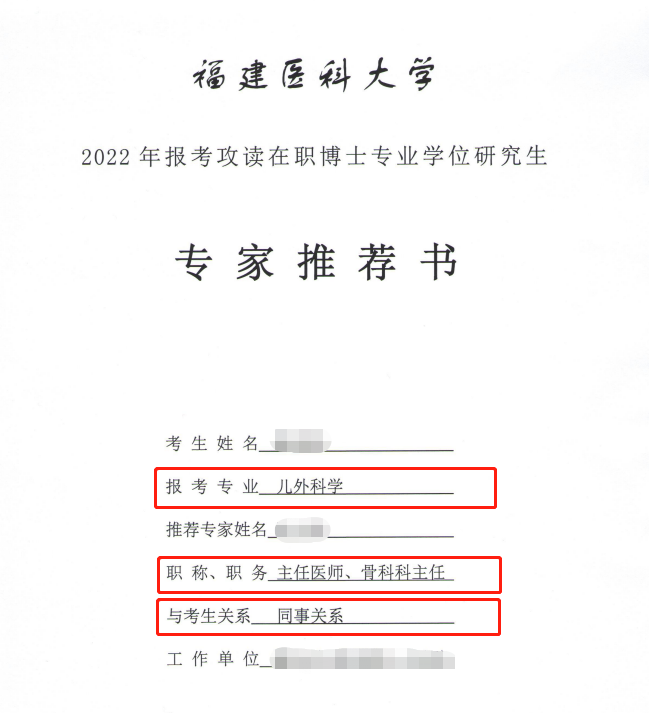 福建医科大学
2022年报考攻读在职博士专业学位研究生
专家推荐书
考生姓名
报考专业 儿外科学
推荐专家姓名
职称、职务 主任医师、骨科科主任
与考生关系 同事关系
工作单位